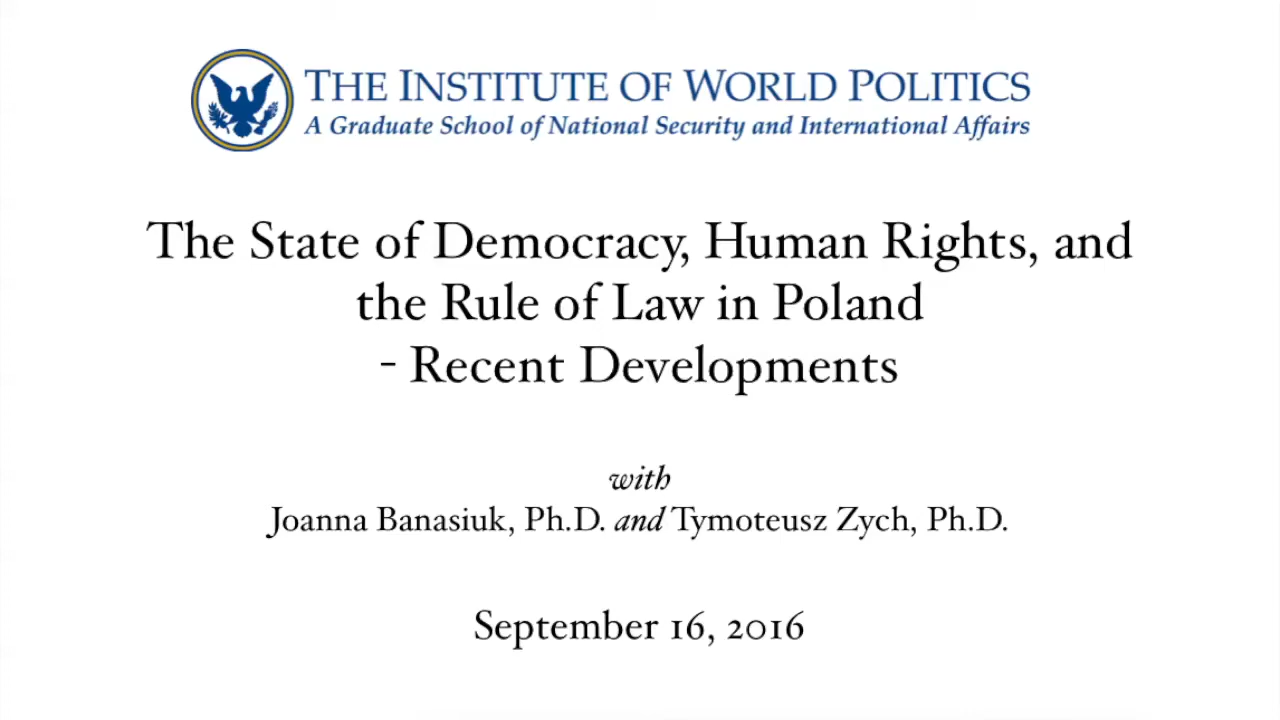 THE INSTITUTE OF WORLD POLITICS
A Graduate School of National Security and International Affairs
The State of Democracy, Human Rights, and
the Rule of Law in Poland
- Recent Developments
with
Joanna Banasiuk, Ph.D. and Tymoteusz Zych, Ph.D.
September 16, 2016